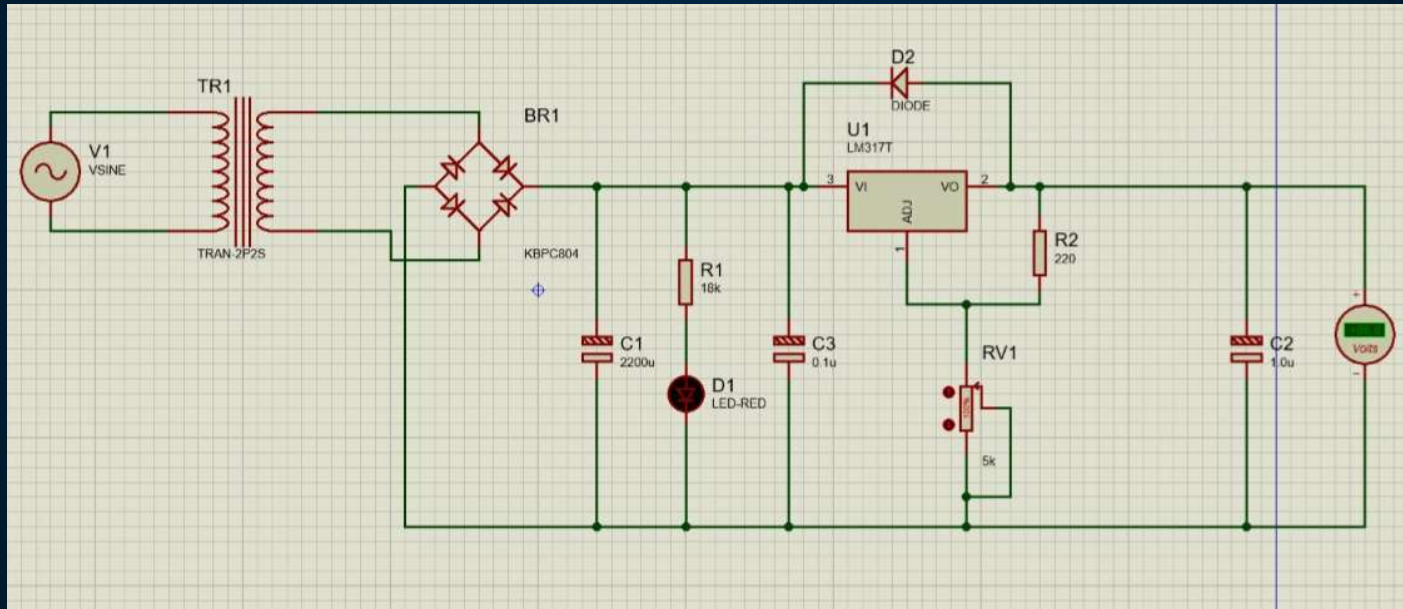 TR1
V1
VSINE
TRAN-2P2S
BR1
KBPC804
C1
2200u
R1
18k
D1
LED-RED
C3
0.1u
D2
DIODE
U1
LM317T
3
VI
VO
2
ADJ
1
R2
220
RV1
5k
C2
1.0u
+
Volts
-